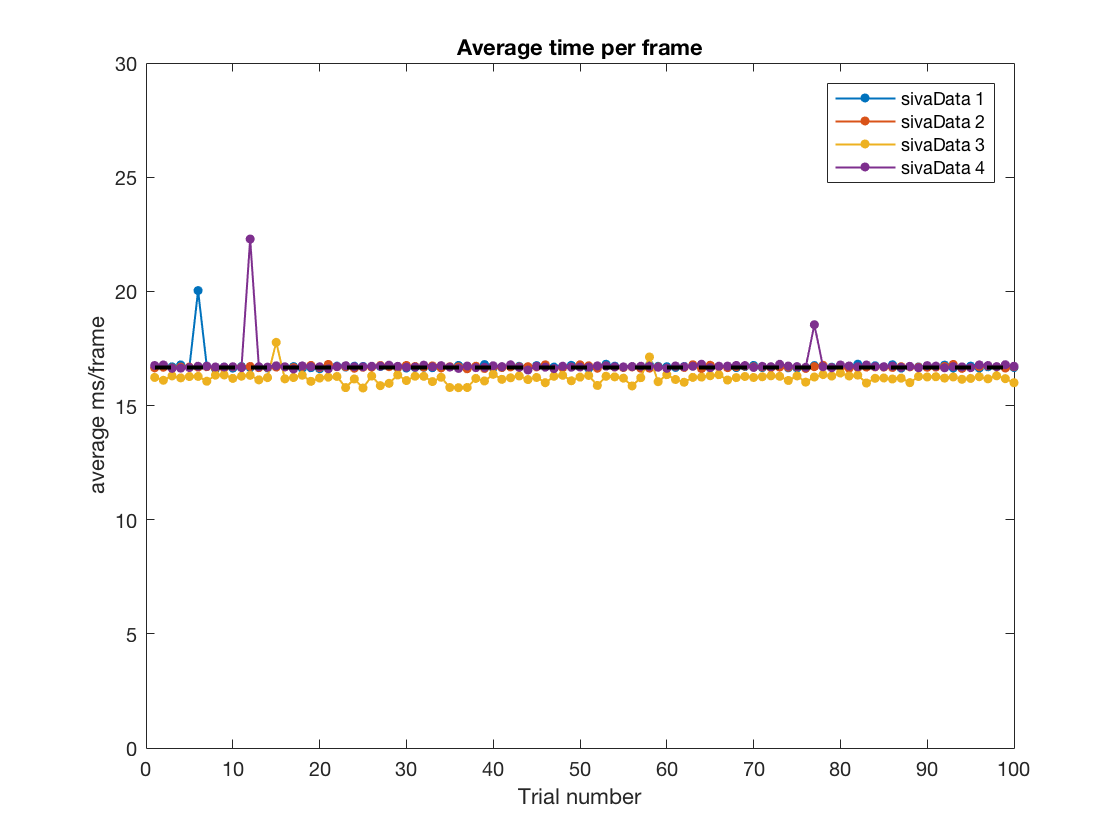 Average time per frame
30
25
20
15
10
5
0
average ms/frame
sivaData 1
sivaData 2
sivaData 3
sivaData 4
0 10 20 30 40 50 60 70 80 90 100
Trial number